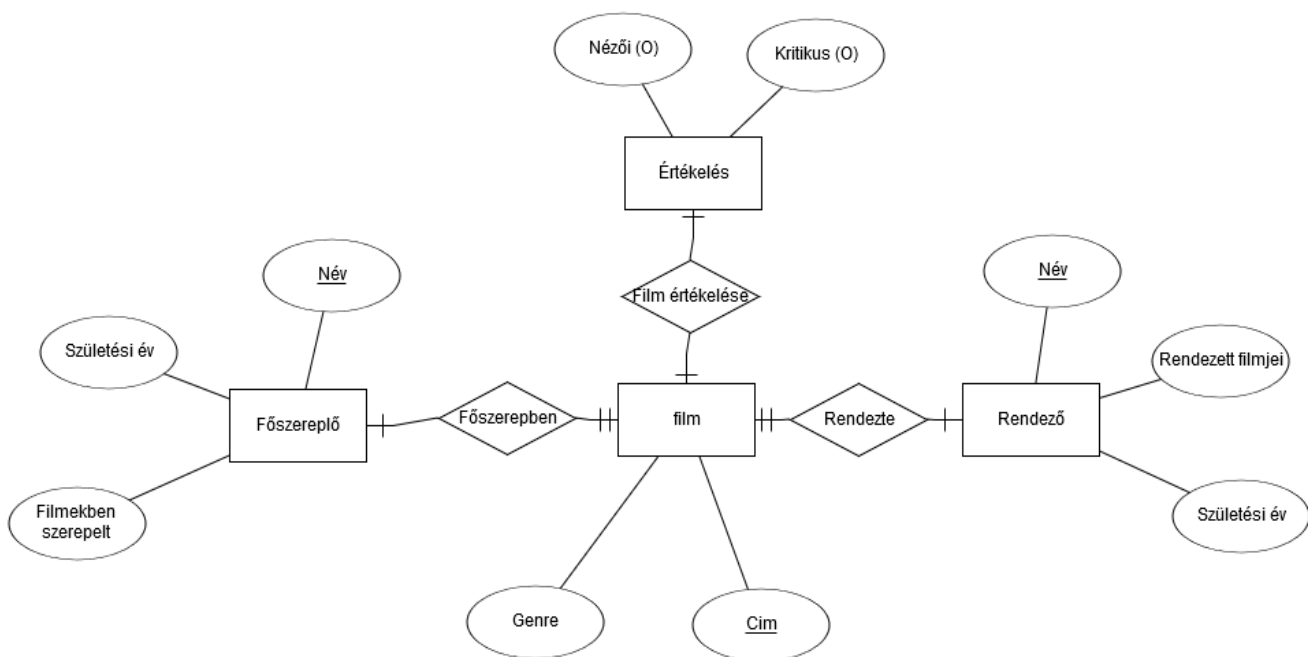 Nézői (O)
Kritikus (O)
Értékelés
Név
Név
Film értékelése
Születési év
Rendezett filmjei
Főszereplő
Főszerepben
film
Rendezte
Rendező
Filmekben
szerepelt
Születési év
Genre
Cim